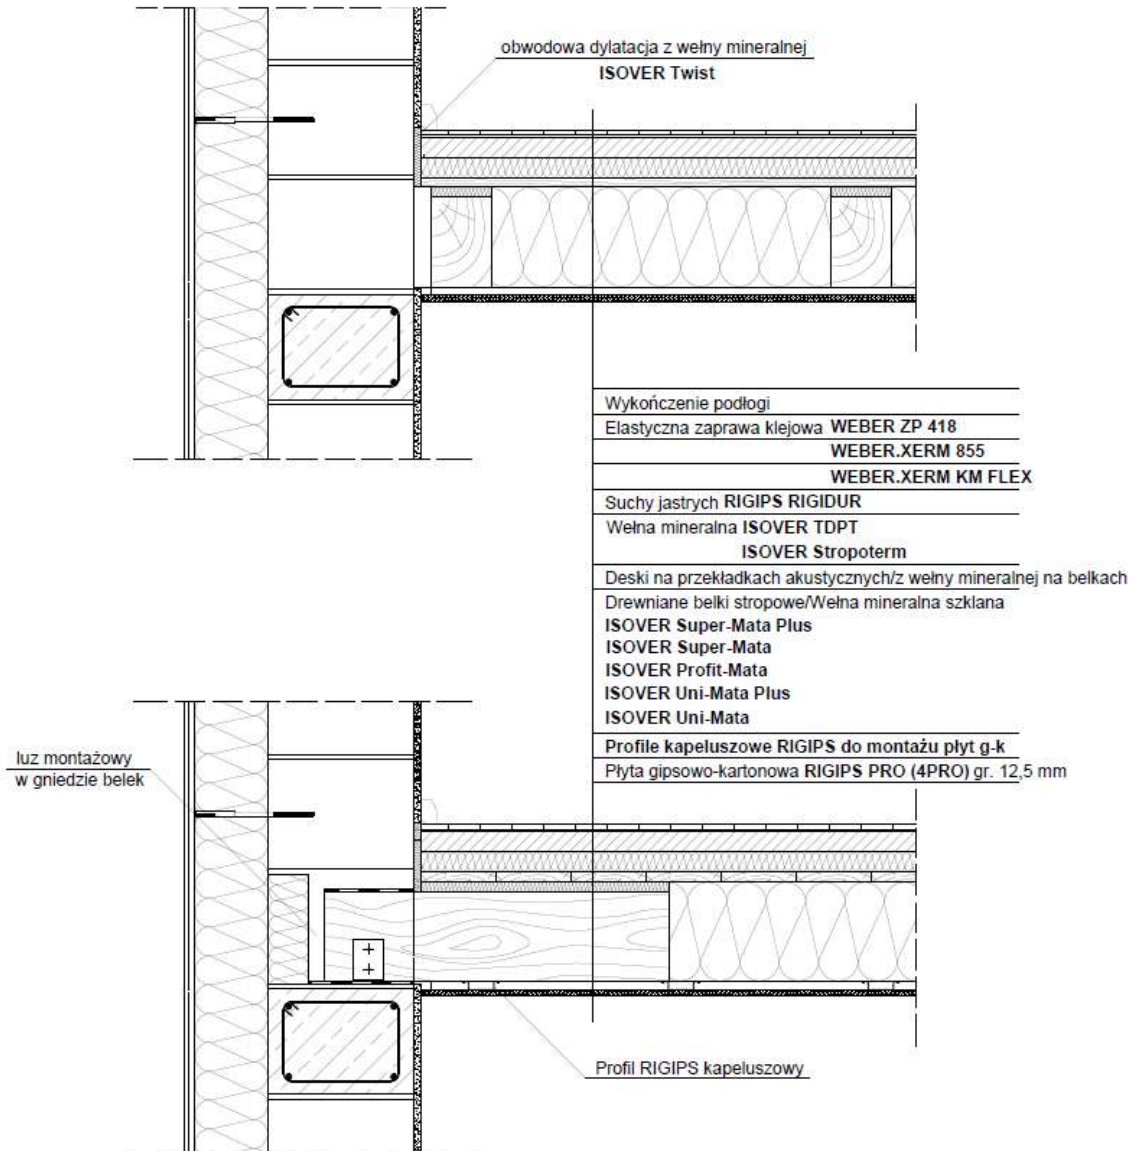 obwodowa dylatacja z wełny mineralnej
ISOVER Twist
Wykończenie podłogi
Elastyczna zaprawa klejowa WEBER ZP 418
WEBER.XERM 855
WEBER.XERM KM FLEX
Suchy jastrych RIGIPS RIGIDUR
Wełna mineralna ISOVER TDPT
ISOVER Stropoterm
Deski na przekładkach akustycznych/z wełny mineralnej na belkach
Drewniane belki stropowe/Wełna mineralna szklana
ISOVER Super-Mata Plus
ISOVER Super-Mata
ISOVER Profit-Mata
ISOVER Uni-Mata Plus
ISOVER Uni-Mata
Profile kapeluszowe RIGIPS do montażu płyt g-k
Płyta gipsowo-kartonowa RIGIPS PRO (4PRO) gr. 12,5 mm
luz montażowy
w gniedzie belek
Profil RIGIPS kapeluszowy